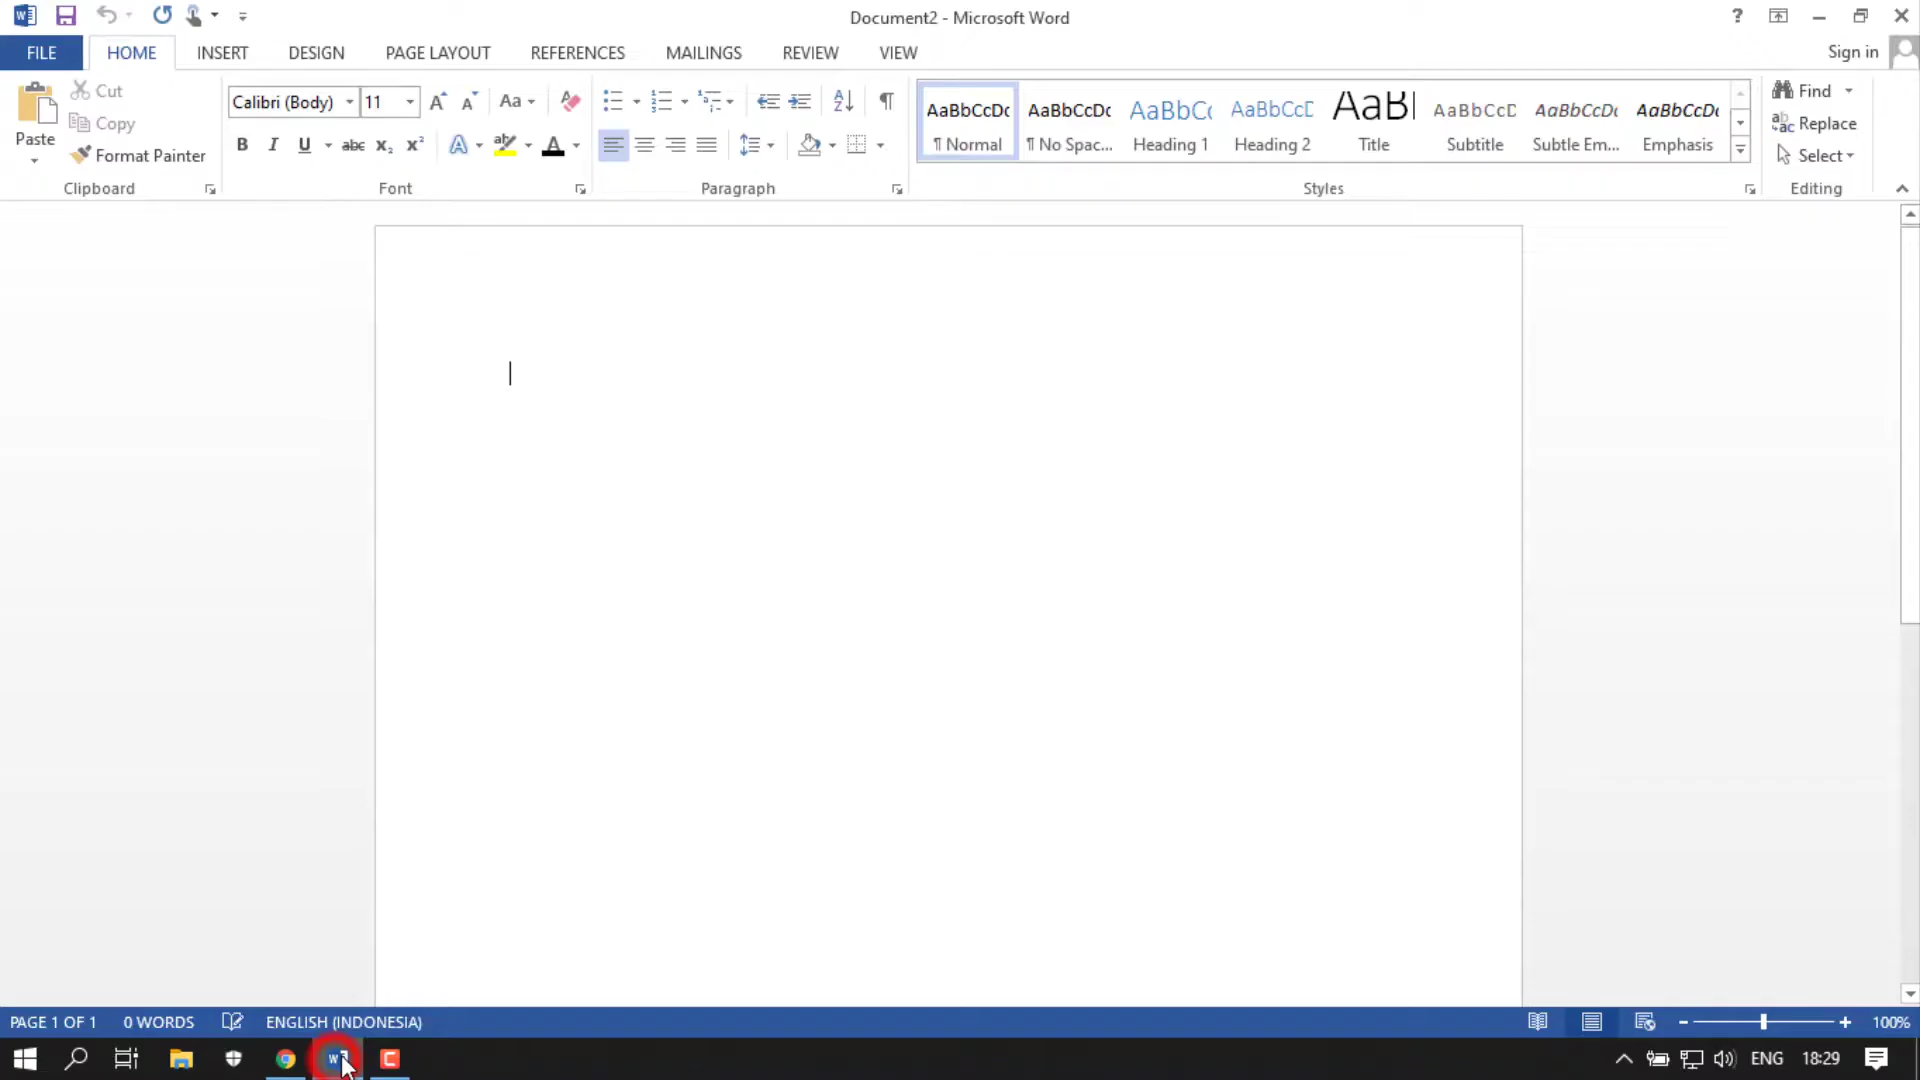 Document2 - Microsoft Word
FILE HOME INSERT DESIGN PAGE LAYOUT REFERENCES MAILINGS REVIEW VIEW Sign in
Paste
Cut
Copy
Format Painter
Clipboard
Calibri (Body) 11
Font
Paragraph
AaBbCcDc AaBbCcDc AaBbC AaBbCcD AaB AaBbCcD AaBbCcDc AaBbCcDc
¶ Normal ¶ No Spac... Heading 1 Heading 2 Title Subtitle Subtle Em... Emphasis
Styles
Find
Replace
Select
Editing
PAGE 1 OF 1 0 WORDS ENGLISH (INDONESIA) 100%
ENG 18:29